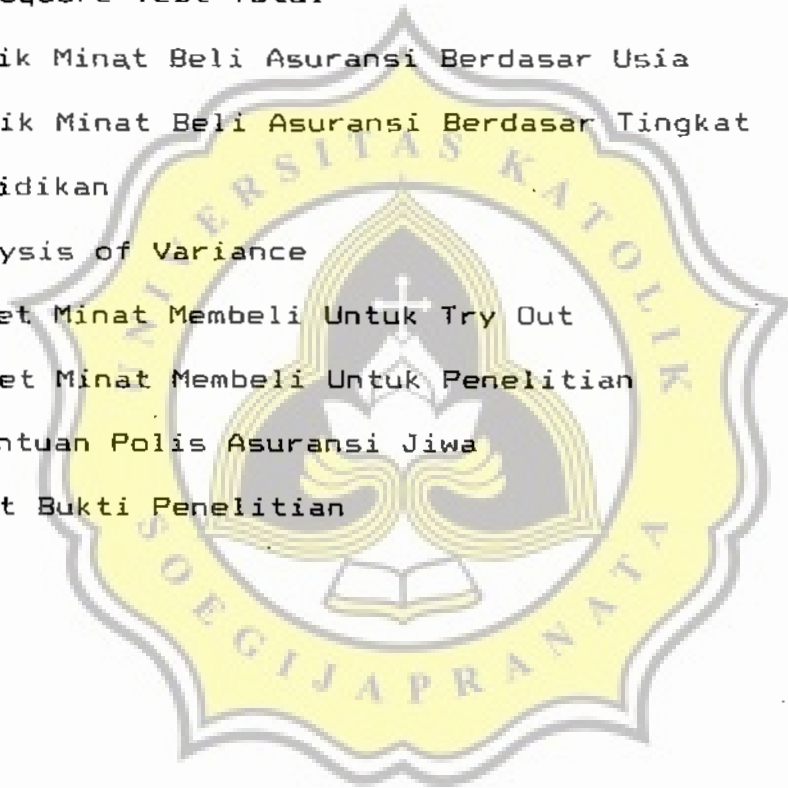 Square Test Total
ik Minat Beli Asuransi Berdasar Usia
ik Minat Beli Asuransi Berdasar Tingkat
idikan
ysis of Variance
et Minat Membeli Untuk Try Out
et Minat Membeli Untuk Penelitian
ntuan Polis Asuransi Jiwa
t Bukti Penelitian
UNIVERSITAS KATOLIK
SOEGIJAPRANATA